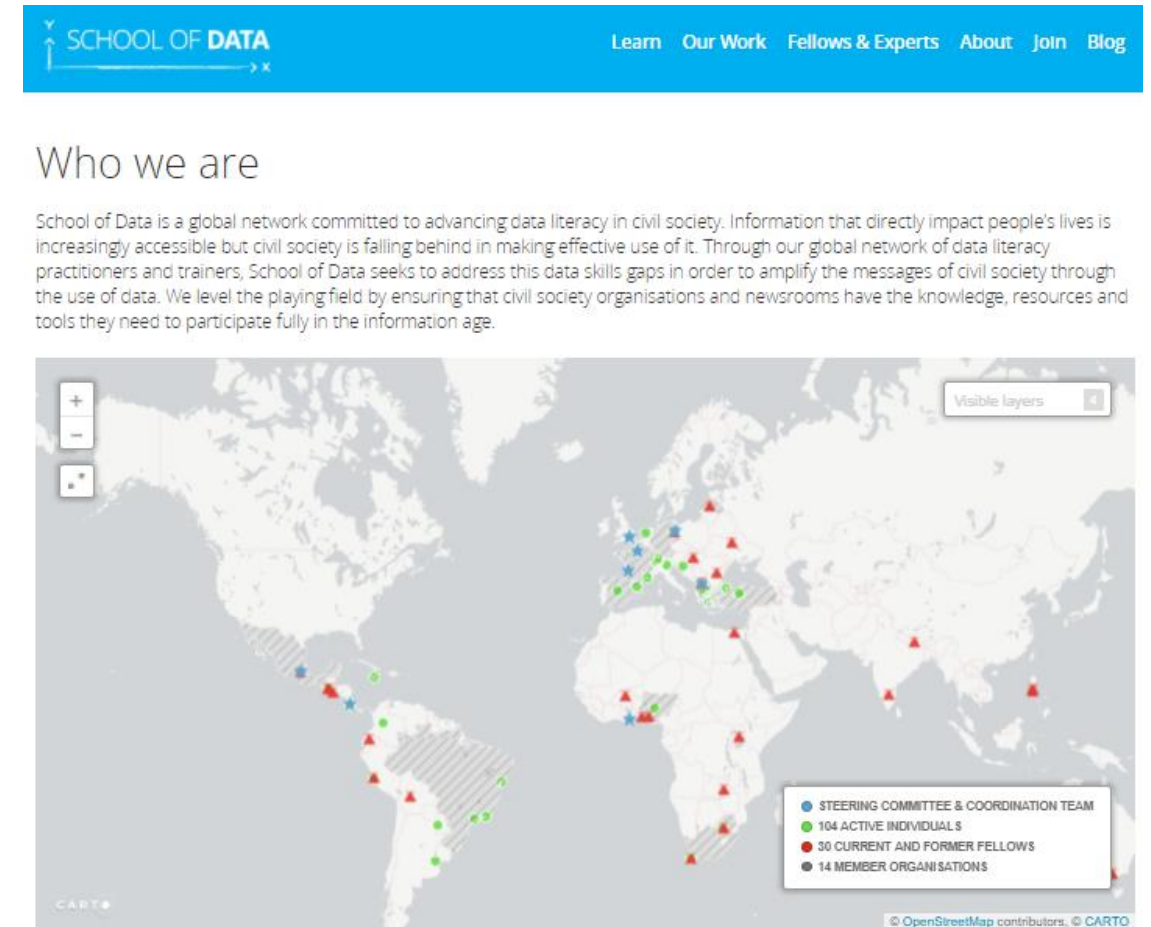 Y
SCHOOL OF DATA
X
Learn Our Work Fellows & Experts About Join Blog
Who we are
School of Data is a global network committed to advancing data literacy in civil society. Information that directly impact people's lives is
increasingly accessible but civil society is falling behind in making effective use of it. Through our global network of data literacy
practitioners and trainers, School of Data seeks to address this data skills gaps in order to amplify the messages of civil society through
the use of data. We level the playing field by ensuring that civil society organisations and newsrooms have the knowledge, resources and
tools they need to participate fully in the information age.
+
Visible layers 4
-
STEERING COMMITTEE & COORDINATION TEAM
104 ACTIVE INDIVIDUALS
30 CURRENT AND FORMER FELLOWS
14 MEMBER ORGANISATIONS
CARTO
© OpenStreetMap contributors, © CARTO